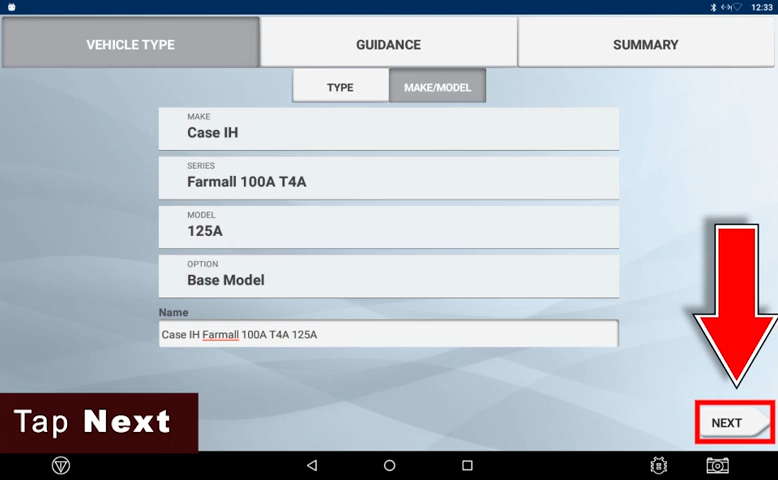 12:33
VEHICLE TYPE
GUIDANCE
SUMMARY
TYPE
MAKE/MODEL
MAKE
Case IH
SERIES
Farmall 100A T4A
MODEL
125A
OPTION
Base Model
Name
Case IH Farmall 100A T4A 125A
Tap Next
NEXT